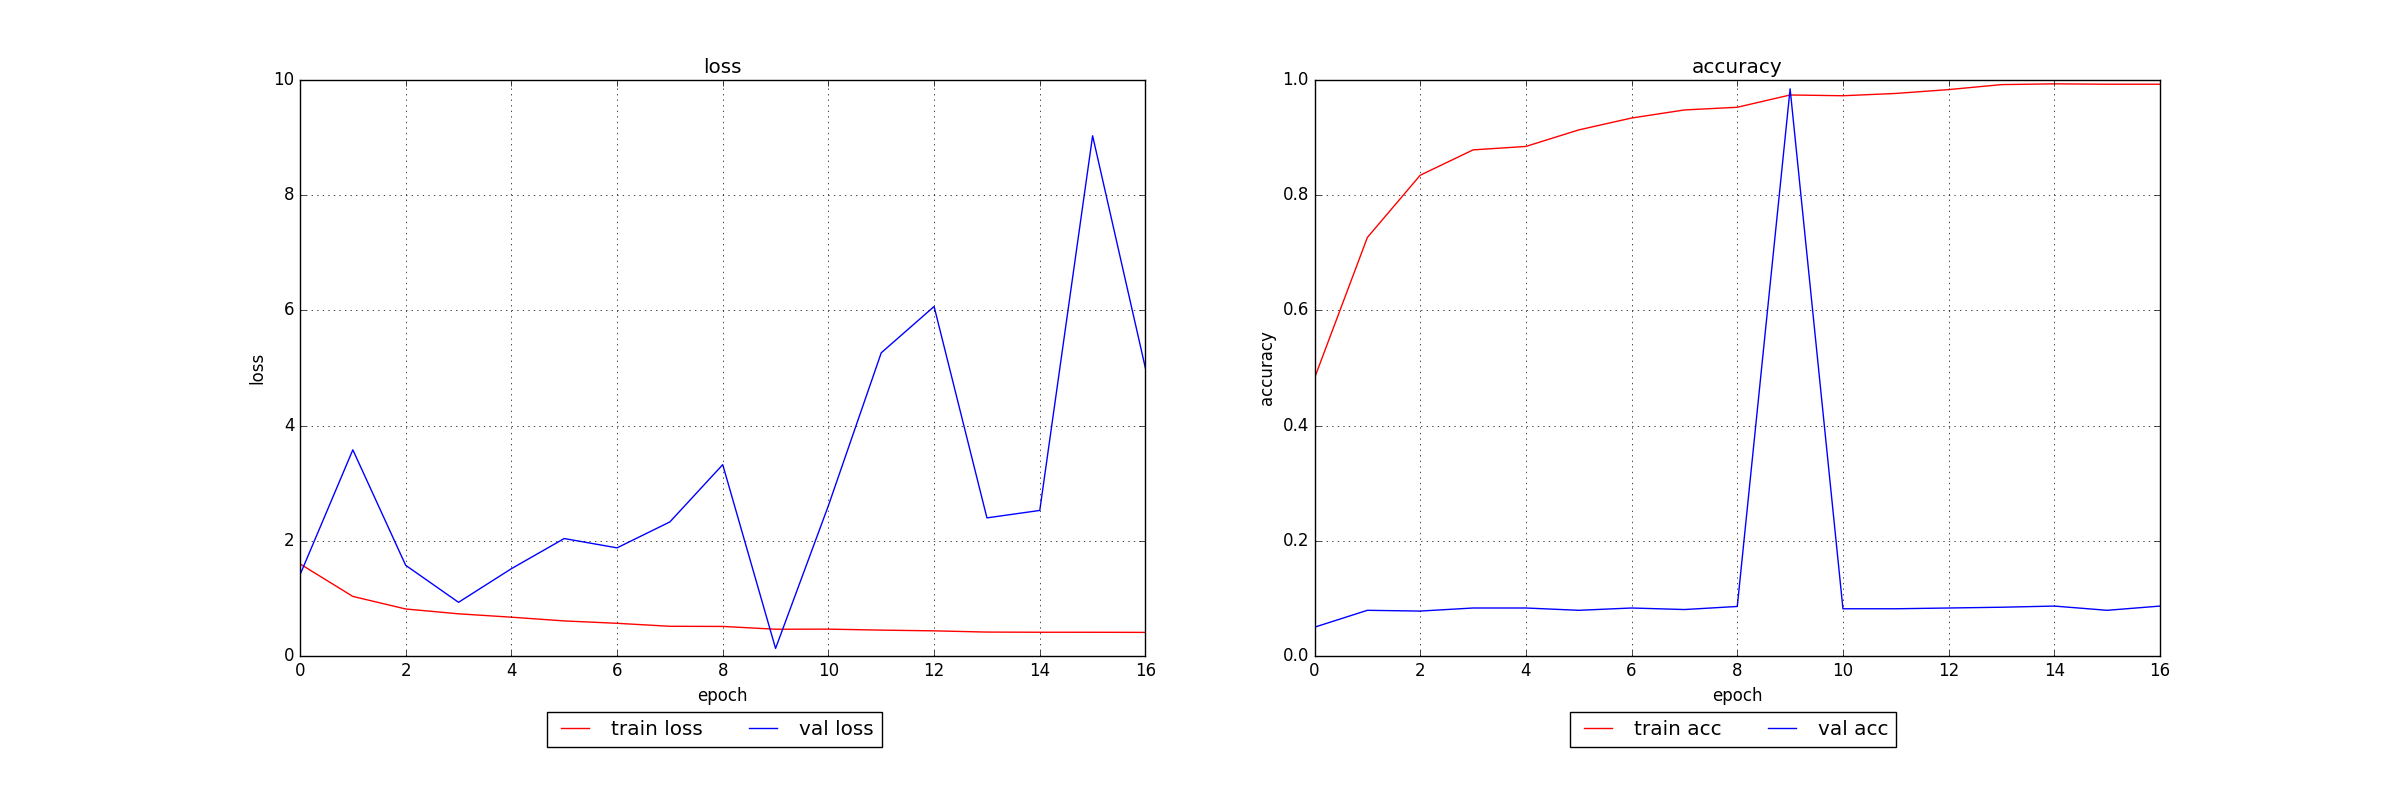 loss
10
8
6
4
2
0
loss
0 2 4 6 8 10 12 14 16
epoch
train loss val loss
accuracy
1.0
0.8
0.6
0.4
0.2
0.0
accuracy
0 2 4 6 8 10 12 14 16
epoch
train acc val acc